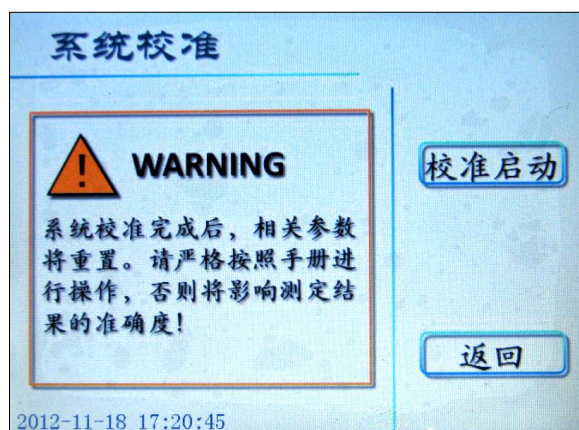 系统校准
WARNING
系统校准完成后，相关参数
将重置。请严格按照手册进
行操作，否则将影响测定结
果的准确度！
校准启动
返回
2012-11-18 17:20:45